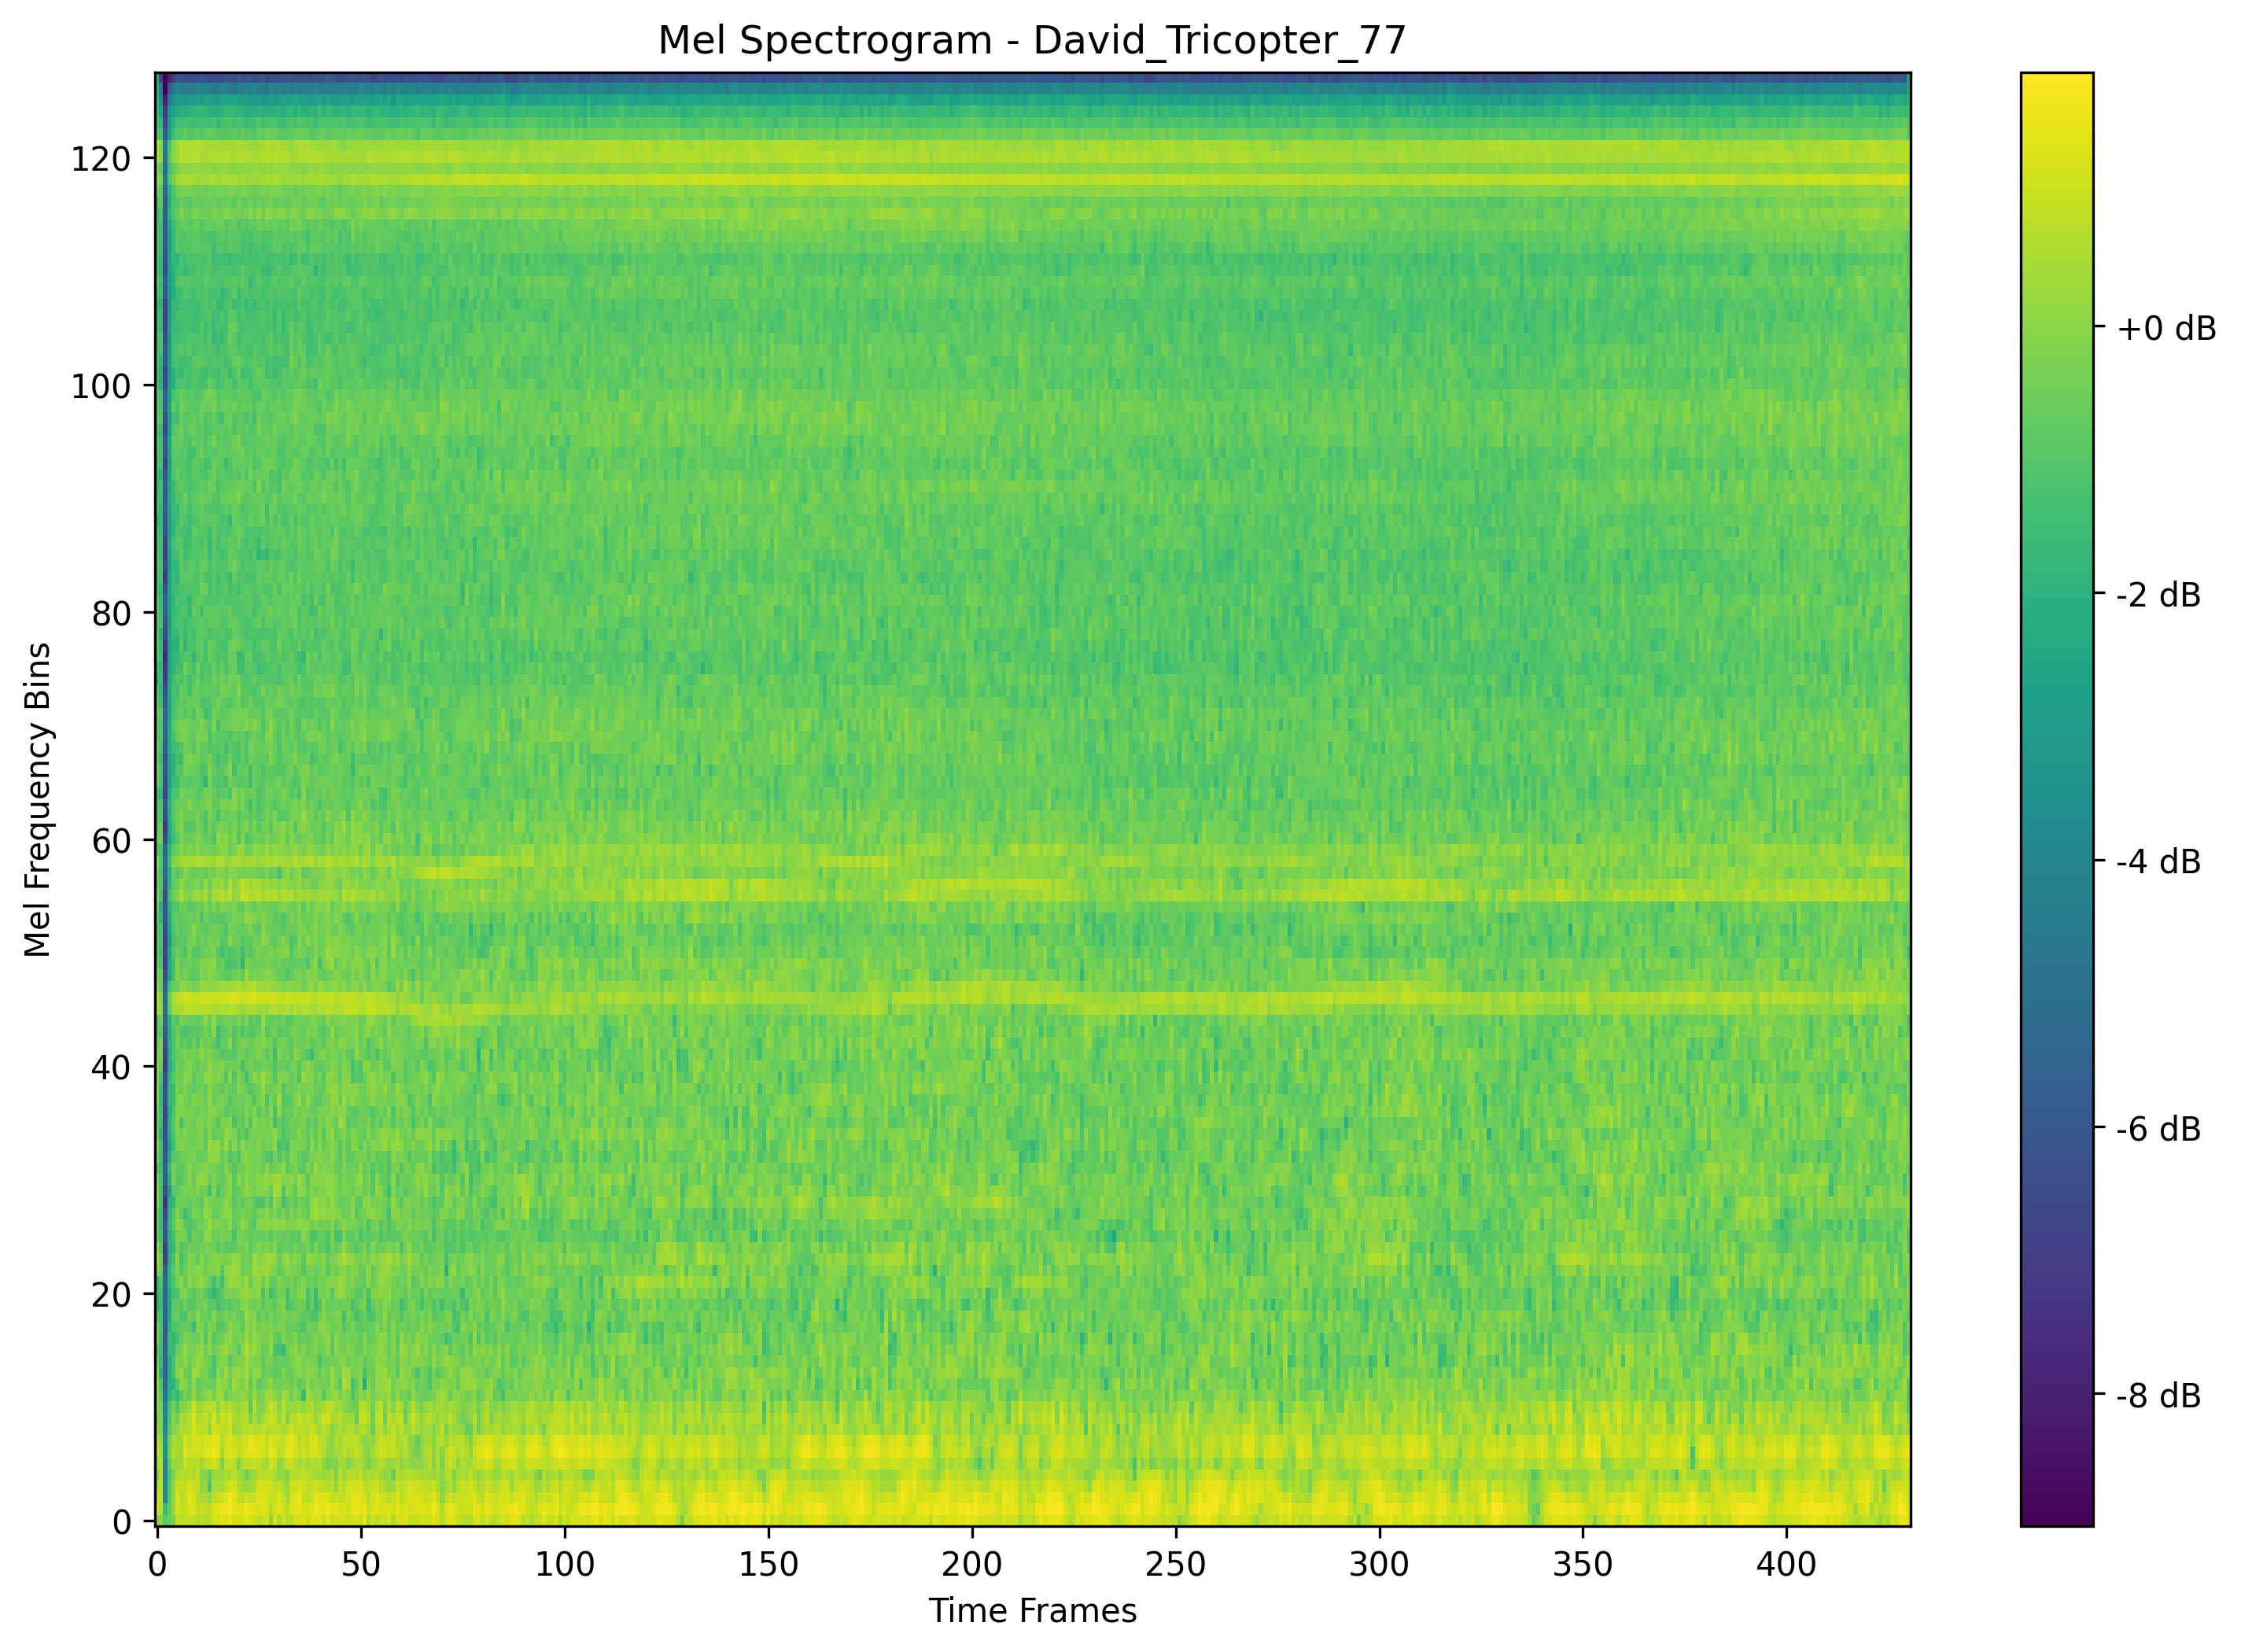 Mel Spectrogram - David_Tricopter_77
120
100
80
60
40
20
0
Mel Frequency Bins
0 50 100 150 200 250 300 350 400
Time Frames
+0 dB
-2 dB
-4 dB
-6 dB
-8 dB